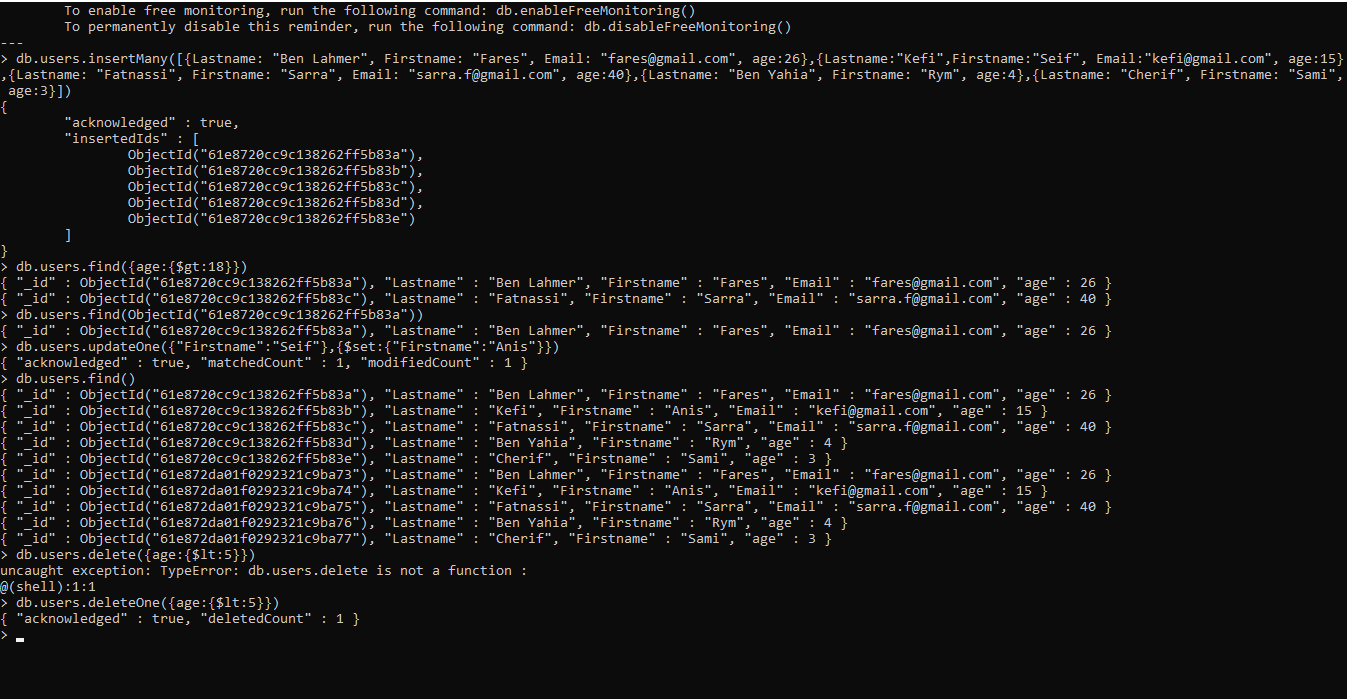 To enable free monitoring, run the following command: db.enableFreeMonitoring()
To permanently disable this reminder, run the following command: db.disableFreeMonitoring()
---
> db.users.insertMany([{Lastname: "Ben Lahmer", Firstname: "Fares", Email: "fares@gmail.com", age:26},{Lastname:"Kefi",Firstname:"Seif", Email:"kefi@gmail.com", age:15}
,{Lastname: "Fatnassi", Firstname: "Sarra", Email: "sarra.f@gmail.com", age:40},{Lastname: "Ben Yahia", Firstname: "Rym", age:4},{Lastname: "Cherif", Firstname: "Sami",
age:3}])
{
"acknowledged" : true,
"insertedIds" : [
ObjectId("61e8720cc9c138262ff5b83a"),
ObjectId("61e8720cc9c138262ff5b83b"),
ObjectId("61e8720cc9c138262ff5b83c"),
ObjectId("61e8720cc9c138262ff5b83d"),
ObjectId("61e8720cc9c138262ff5b83e")
]
}
> db.users.find({age:{$gt:18}})
{ "_id" : ObjectId("61e8720cc9c138262ff5b83a"), "Lastname" : "Ben Lahmer", "Firstname" : "Fares", "Email" : "fares@gmail.com", "age" : 26 }
{ "_id" : ObjectId("61e8720cc9c138262ff5b83c"), "Lastname" : "Fatnassi", "Firstname" : "Sarra", "Email" : "sarra.f@gmail.com", "age" : 40 }
> db.users.find(ObjectId("61e8720cc9c138262ff5b83a"))
{ "_id" : ObjectId("61e8720cc9c138262ff5b83a"), "Lastname" : "Ben Lahmer", "Firstname" : "Fares", "Email" : "fares@gmail.com", "age" : 26 }
> db.users.updateOne({"Firstname":"Seif"},{$set:{"Firstname":"Anis"}})
{ "acknowledged" : true, "matchedCount" : 1, "modifiedCount" : 1 }
> db.users.find()
{ "_id" : ObjectId("61e8720cc9c138262ff5b83a"), "Lastname" : "Ben Lahmer", "Firstname" : "Fares", "Email" : "fares@gmail.com", "age" : 26 }
{ "_id" : ObjectId("61e8720cc9c138262ff5b83b"), "Lastname" : "Kefi", "Firstname" : "Anis", "Email" : "kefi@gmail.com", "age" : 15 }
{ "_id" : ObjectId("61e8720cc9c138262ff5b83c"), "Lastname" : "Fatnassi", "Firstname" : "Sarra", "Email" : "sarra.f@gmail.com", "age" : 40 }
{ "_id" : ObjectId("61e8720cc9c138262ff5b83d"), "Lastname" : "Ben Yahia", "Firstname" : "Rym", "age" : 4 }
{ "_id" : ObjectId("61e8720cc9c138262ff5b83e"), "Lastname" : "Cherif", "Firstname" : "Sami", "age" : 3 }
{ "_id" : ObjectId("61e872da01f0292321c9ba73"), "Lastname" : "Ben Lahmer", "Firstname" : "Fares", "Email" : "fares@gmail.com", "age" : 26 }
{ "_id" : ObjectId("61e872da01f0292321c9ba74"), "Lastname" : "Kefi", "Firstname" : "Anis", "Email" : "kefi@gmail.com", "age" : 15 }
{ "_id" : ObjectId("61e872da01f0292321c9ba75"), "Lastname" : "Fatnassi", "Firstname" : "Sarra", "Email" : "sarra.f@gmail.com", "age" : 40 }
{ "_id" : ObjectId("61e872da01f0292321c9ba76"), "Lastname" : "Ben Yahia", "Firstname" : "Rym", "age" : 4 }
{ "_id" : ObjectId("61e872da01f0292321c9ba77"), "Lastname" : "Cherif", "Firstname" : "Sami", "age" : 3 }
> db.users.delete({age:{$lt:5}})
uncaught exception: TypeError: db.users.delete is not a function :
@(shell):1:1
> db.users.deleteOne({age:{$lt:5}})
{ "acknowledged" : true, "deletedCount" : 1 }
>